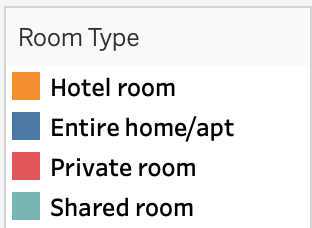 Room Type
Hotel room
Entire home/apt
Private room
Shared room